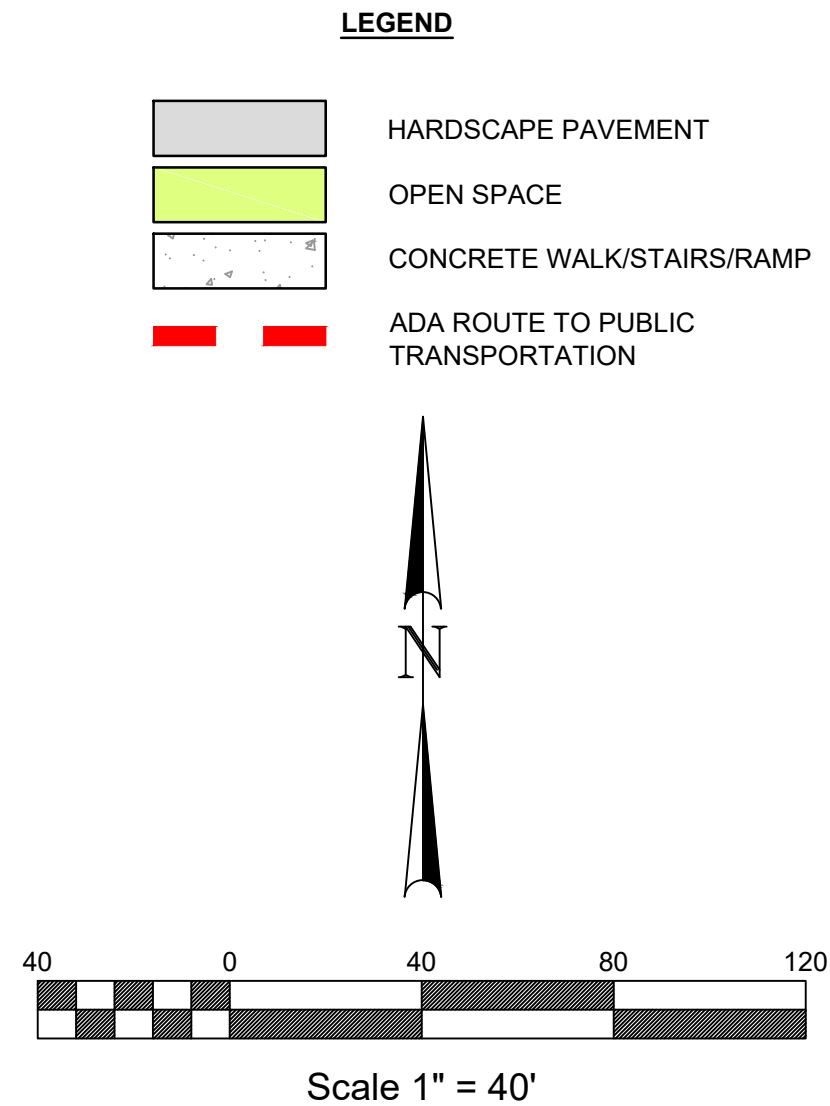 LEGEND
HARDSCAPE PAVEMENT
OPEN SPACE
CONCRETE WALK/STAIRS/RAMP
ADA ROUTE TO PUBLIC
TRANSPORTATION
N
40 0 40 80 120
Scale 1" = 40'